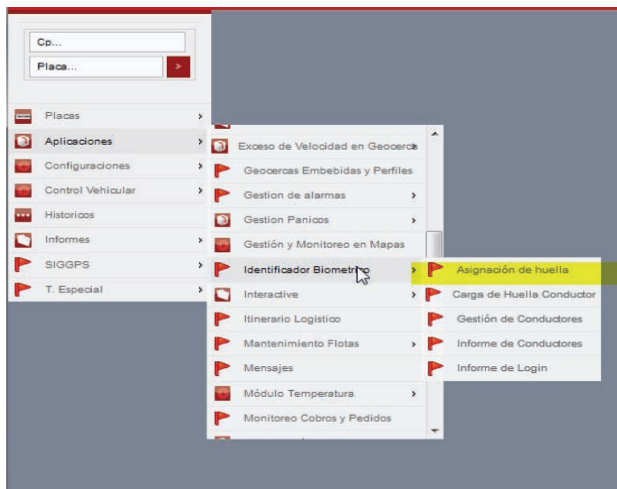 Cp...
Placa...
>
Placas
Aplicaciones
Configuraciones
Control Vehicular
Historicos
Informes
SIGGPS
T. Especial
Exceso de Velocidad en Geocerca
Geocercas Embebidas y Perfiles
Gestion de alarmas
Gestion Panicos
Gestión y Monitoreo en Mapas
Identificador Biometrico
Interactive
Itinerario Logistico
Mantenimiento Flotas
Mensajes
Módulo Temperatura
Monitoreo Cobros y Pedidos
Asignación de huella
Carga de Huella Conductor
Gestión de Conductores
Informe de Conductores
Informe de Login